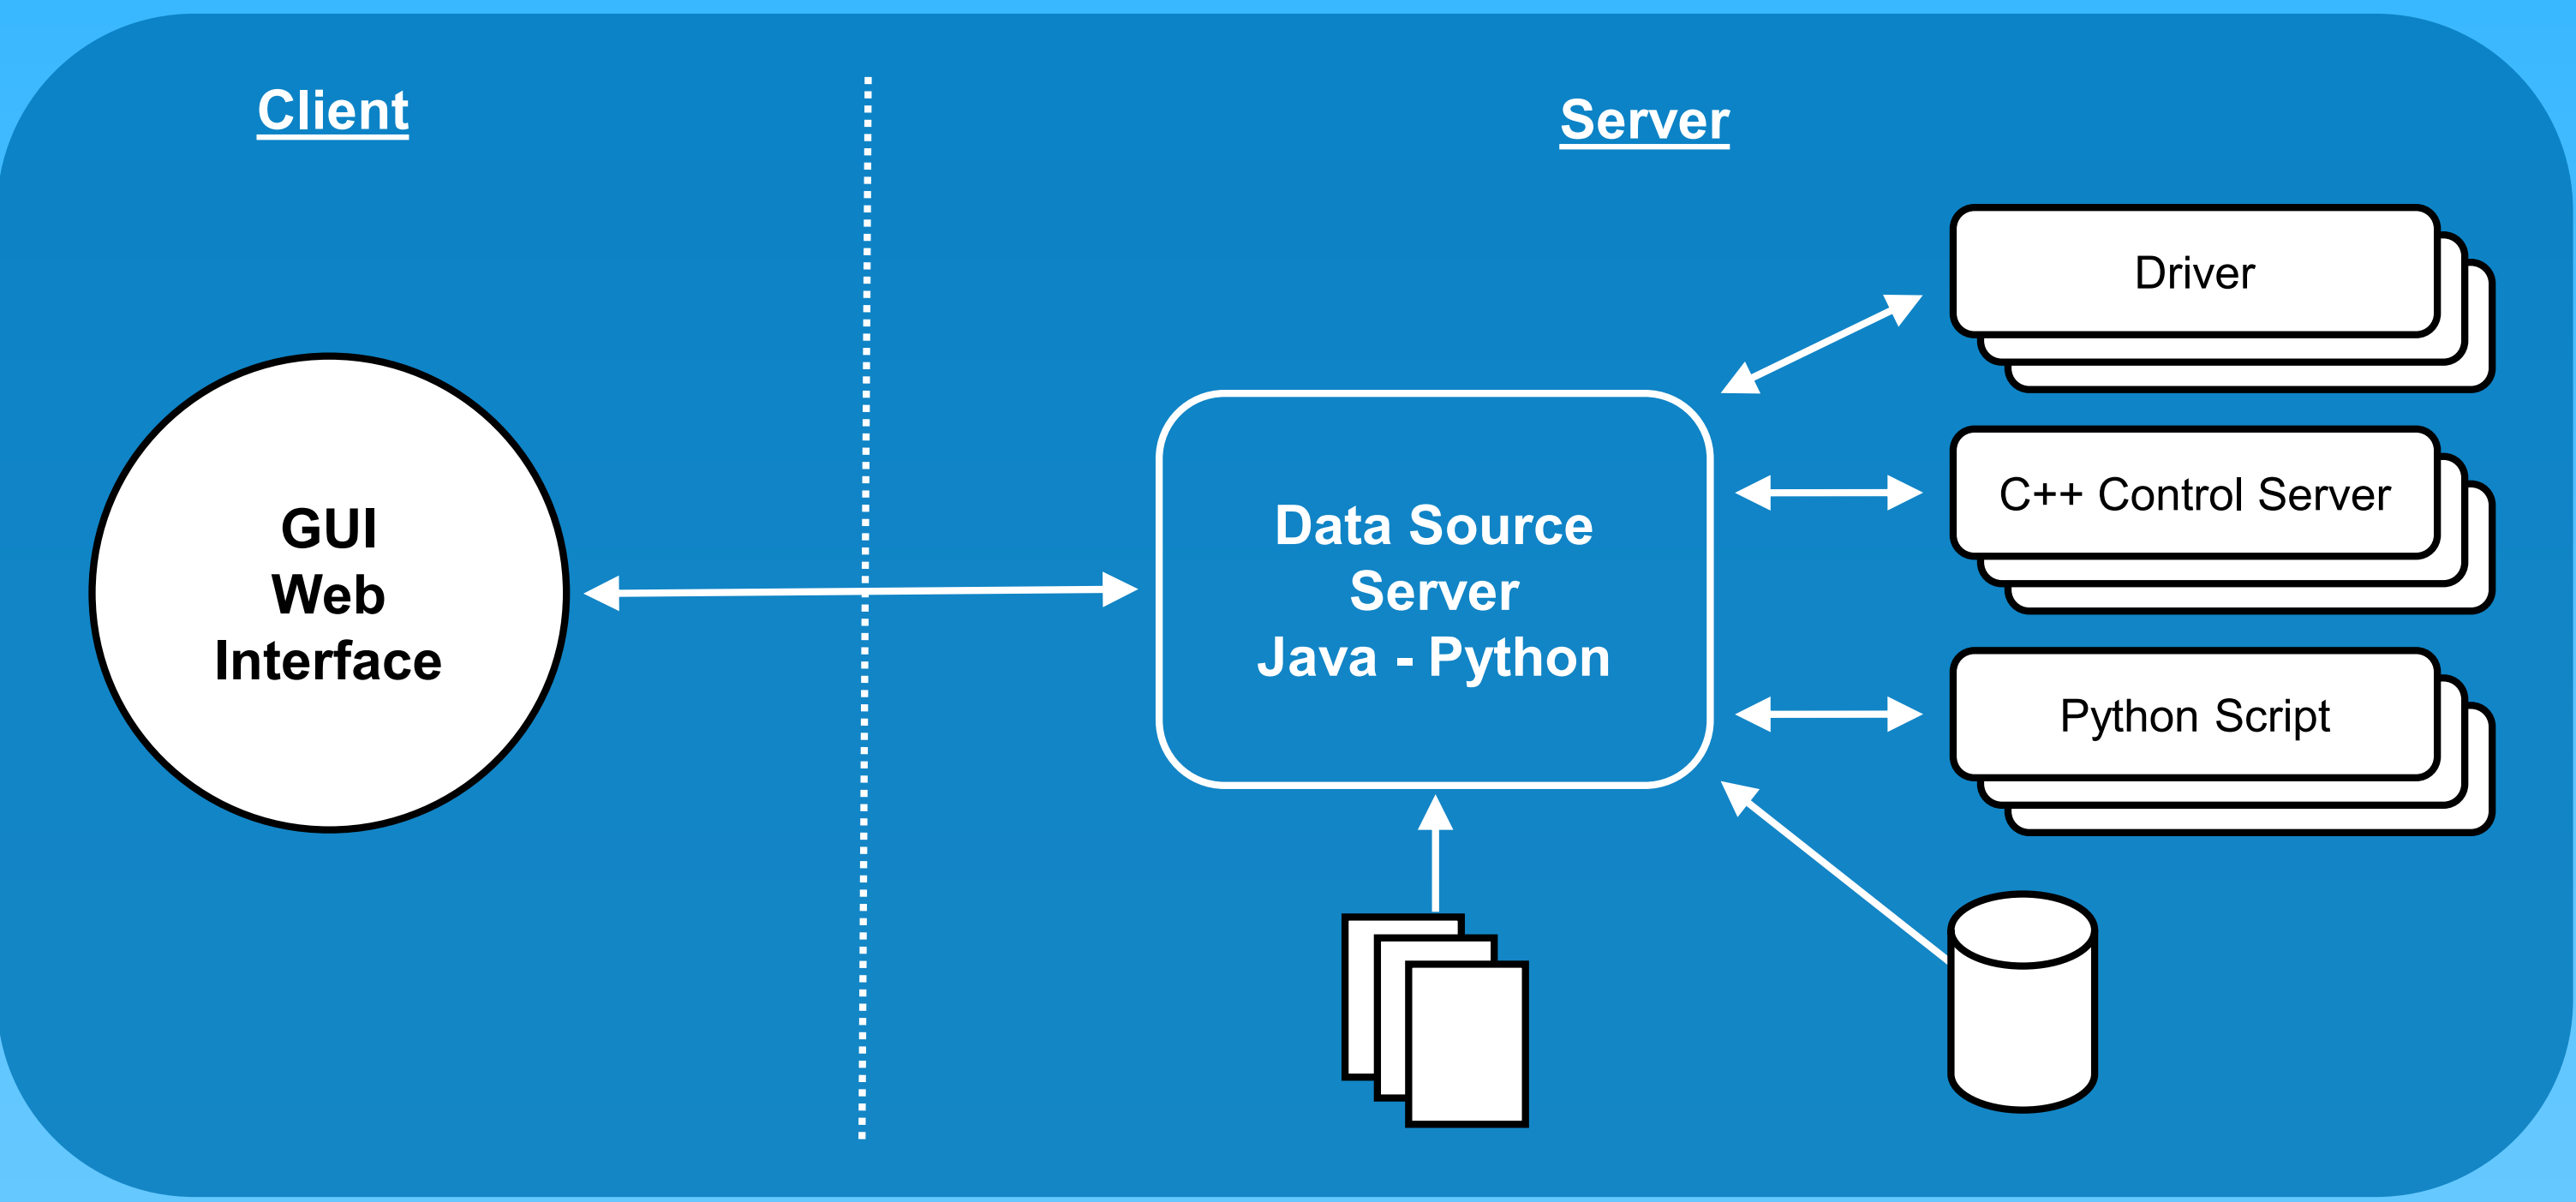 Client
Server
GUI
Web
Interface
Data Source
Server
Java - Python
Driver
C++ Control Server
Python Script